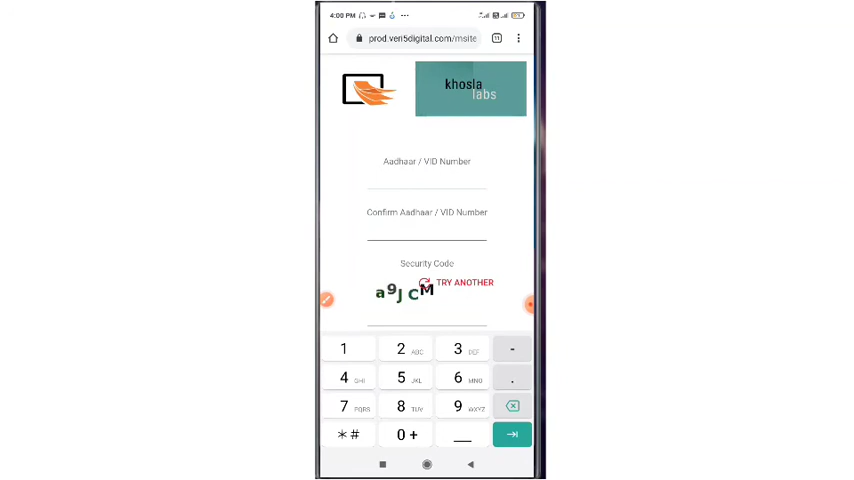 4:00 PM
prod.veri5digital.com/msite
11
khosla
labs
Aadhaar / VID Number
Confirm Aadhaar / VID Number
Security Code
TRY ANOTHER
a9JCM
1 2 ABC 3 DEF -
4 GHI 5 JKL 6 MNO .
7 PQRS 8 TUV 9 WXYZ
*# 0 + _